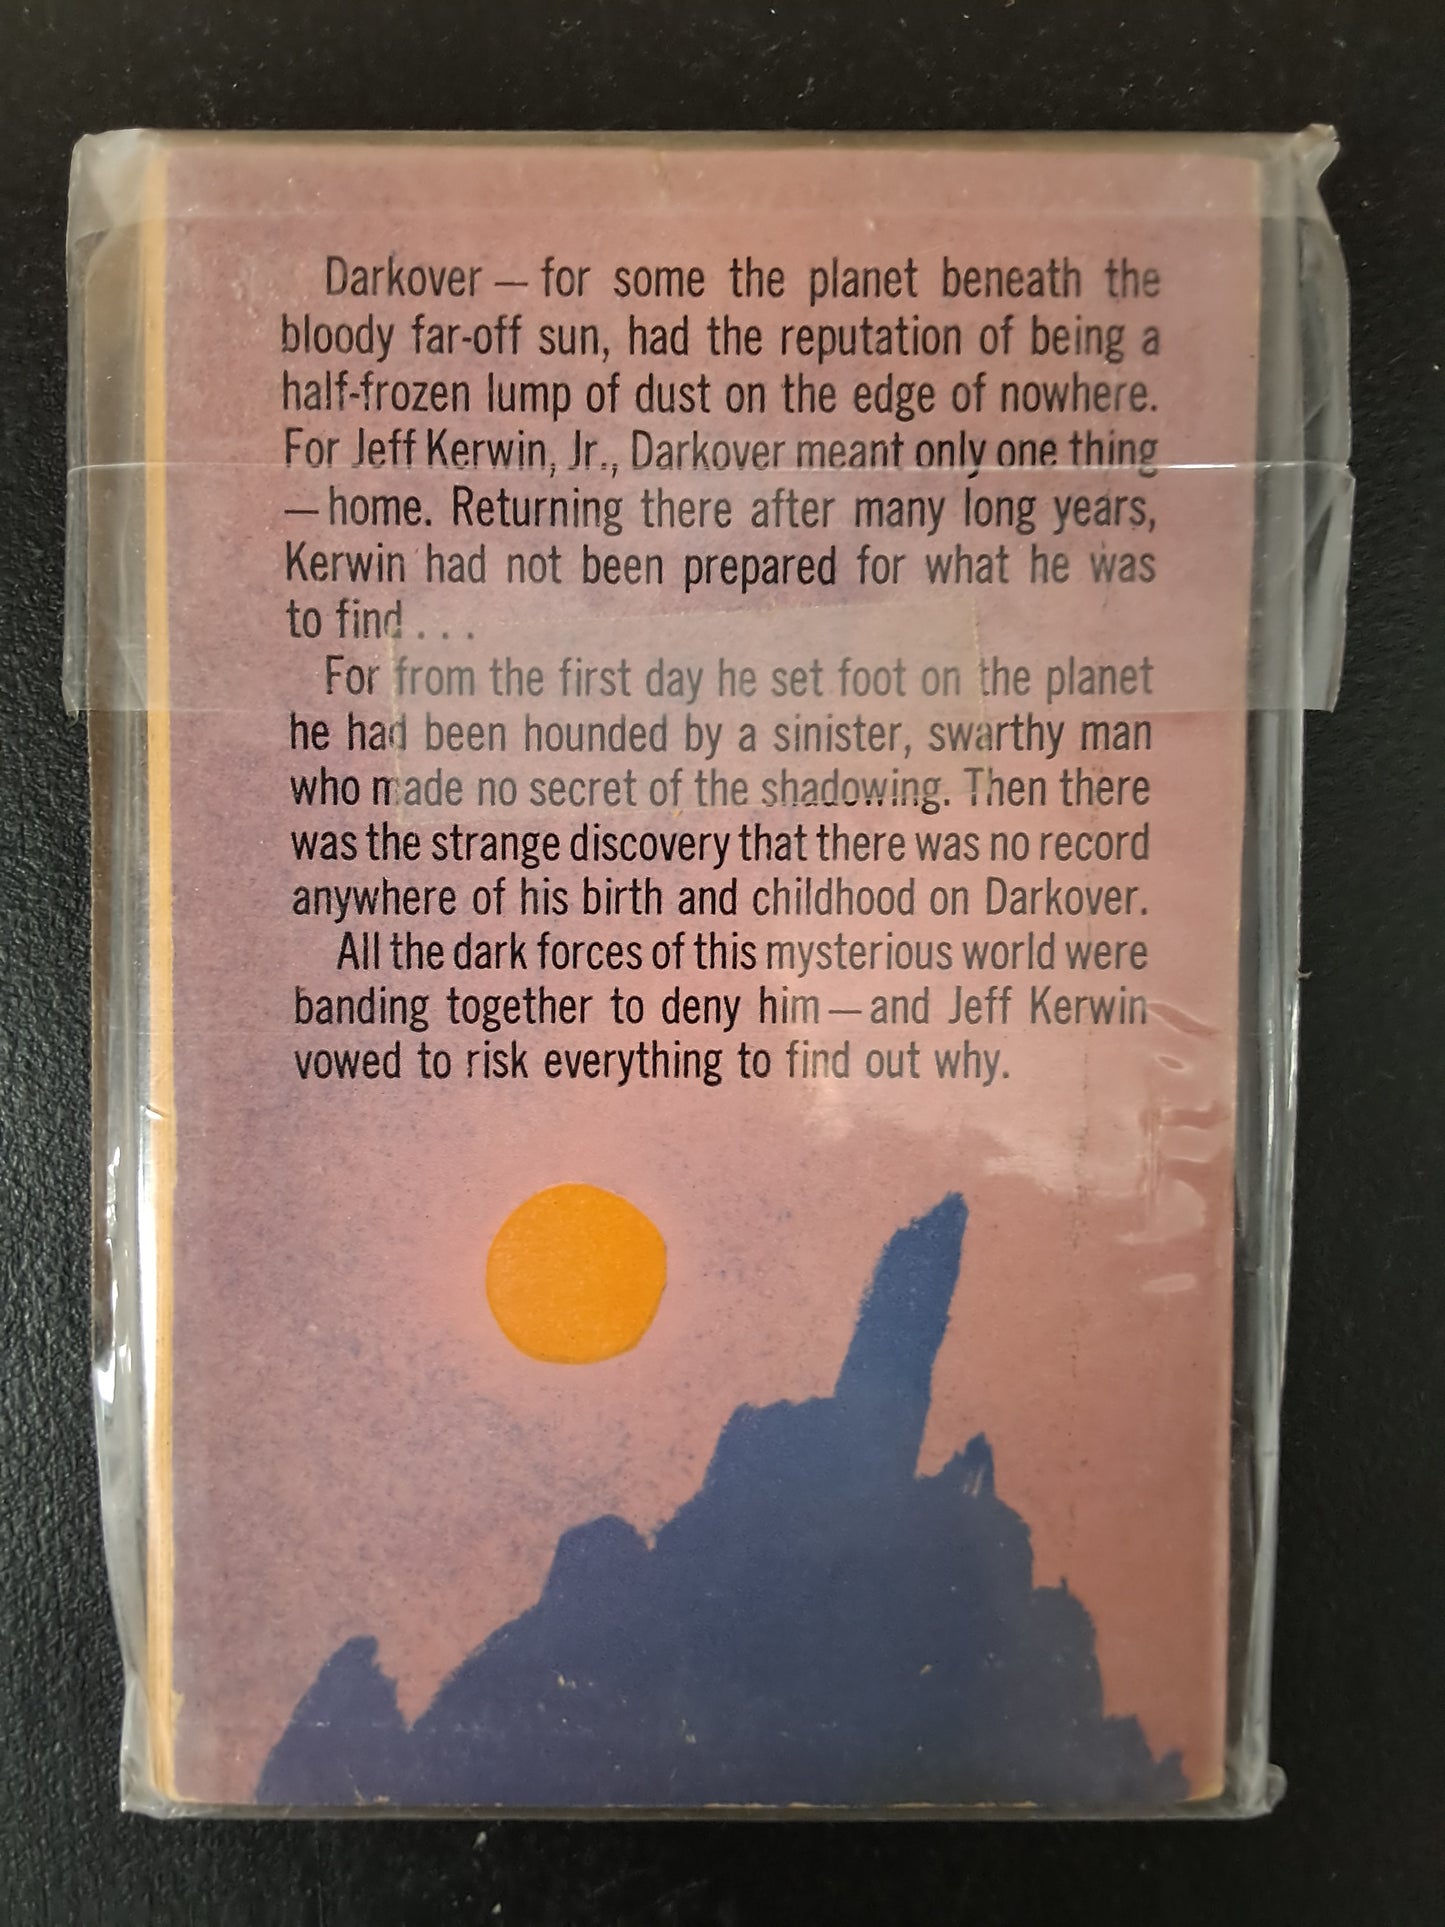 Darkover — for some the planet beneath the
bloody far-off sun, had the reputation of being a
half-frozen lump of dust on the edge of nowhere.
For Jeff Kerwin, Jr., Darkover meant only one thing
— home. Returning there after many long years,
Kerwin had not been prepared for what he was
to find . . .
For from the first day he set foot on the planet
he had been hounded by a sinister, swarthy man
who made no secret of the shadowing. Then there
was the strange discovery that there was no record
anywhere of his birth and childhood on Darkover.
All the dark forces of this mysterious world were
banding together to deny him — and Jeff Kerwin
vowed to risk everything to find out why.